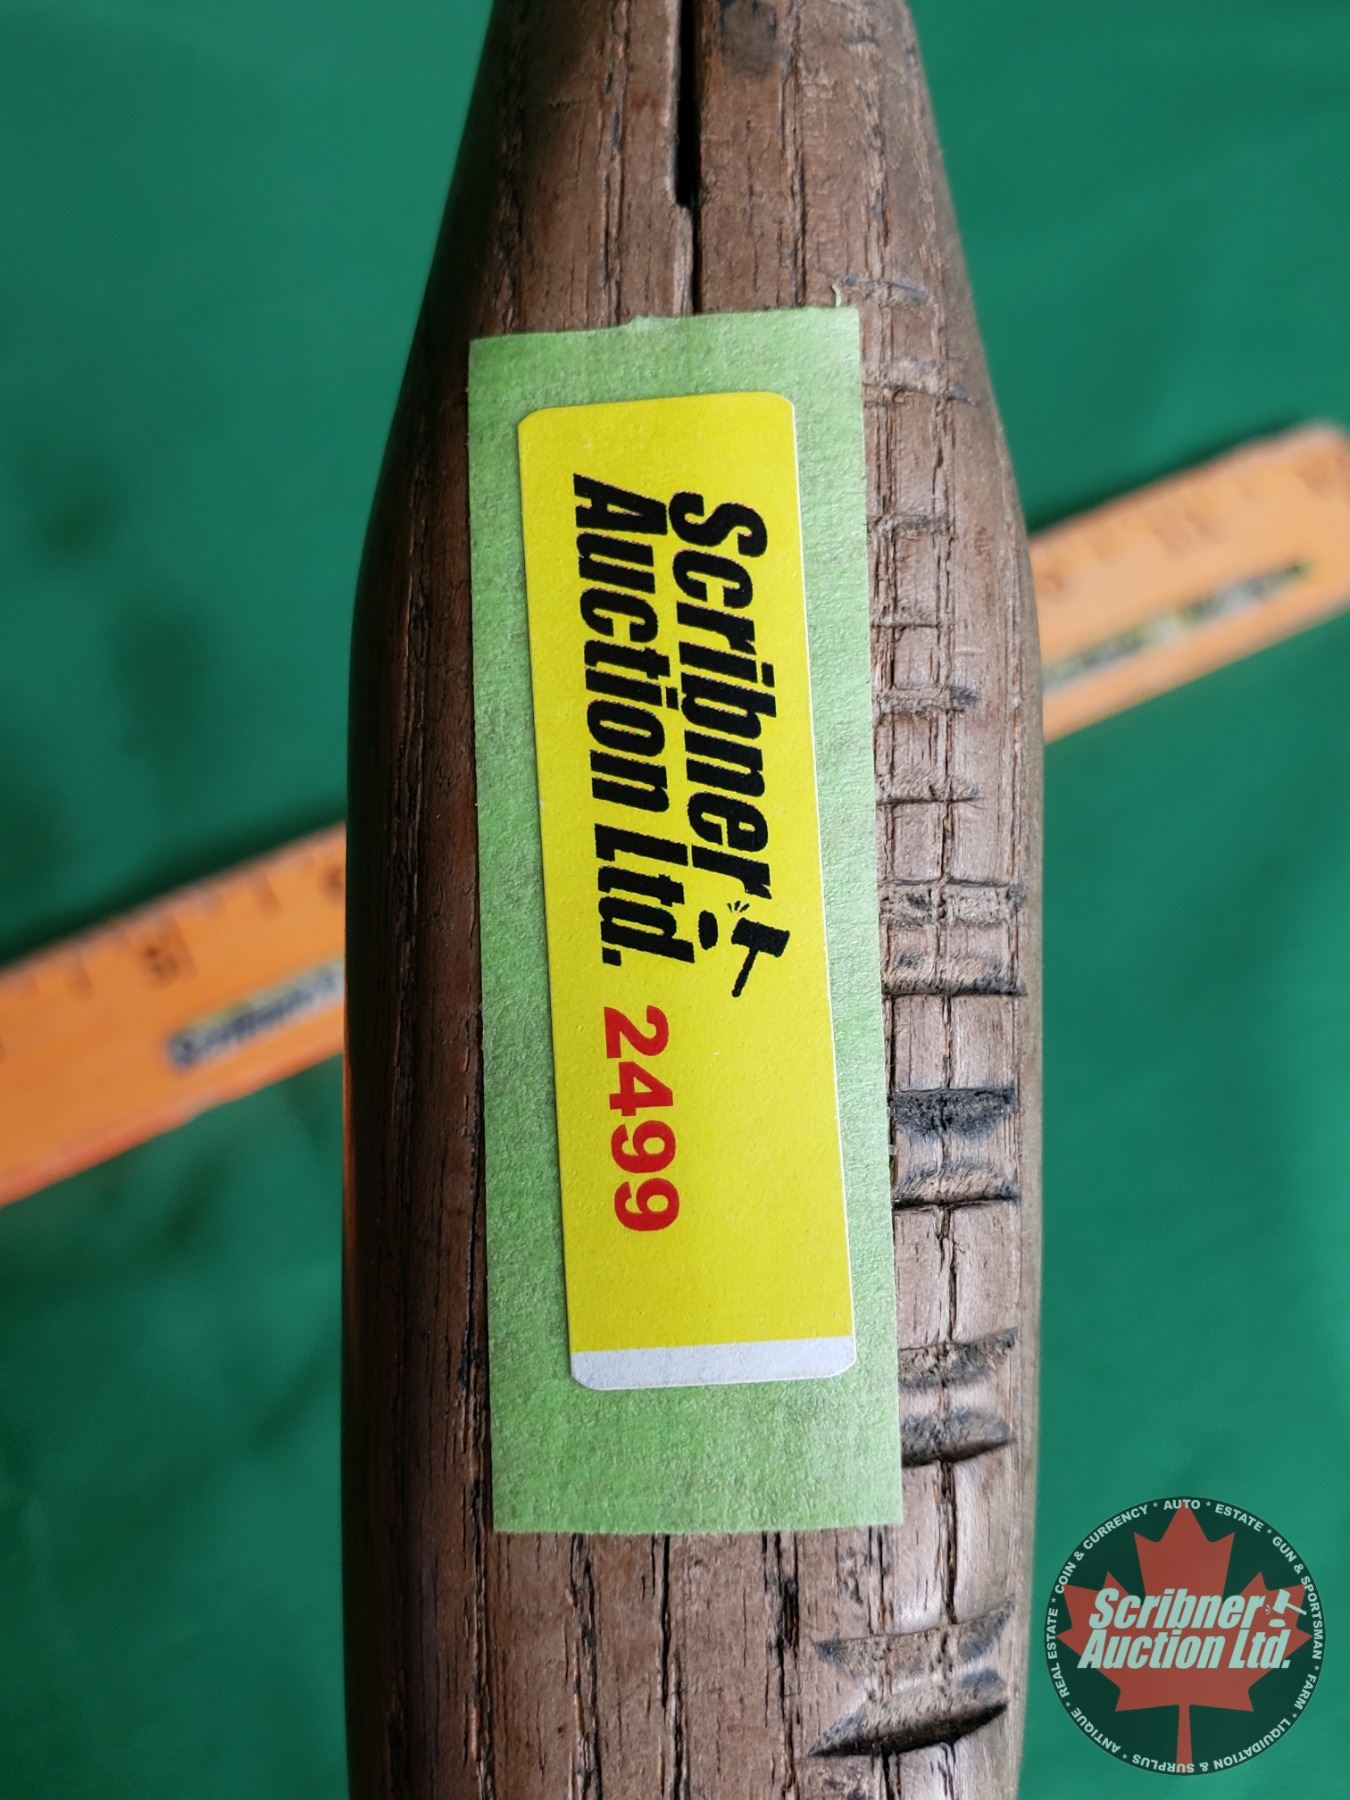 Scribner
Auction Ltd. 2499
Scribner
Auction Ltd.
ANTIQUE * REAL ESTATE * COIN & CURRENCY * AUTO * ESTATE * GUN & SPORTSMAN * FARM * LIQUIDATION & SURPLUS *